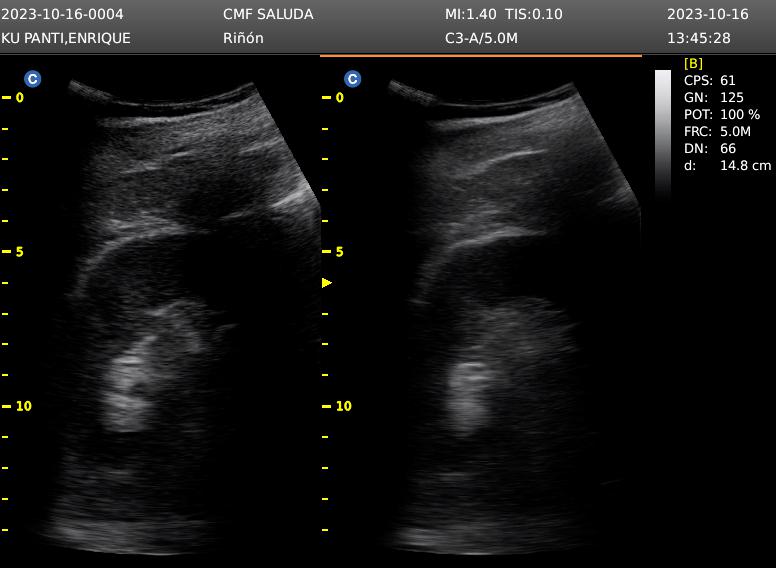 2023-10-16-0004 CMF SALUDA MI:1.40 TIS:0.10 2023-10-16
KU PANTI,ENRIQUE Riñón C3-A/5.0M 13:45:28
C C
[B]
CPS: 61
GN: 125
POT: 100 %
FRC: 5.0M
DN: 66
d: 14.8 cm
0 0
5 5
10 10